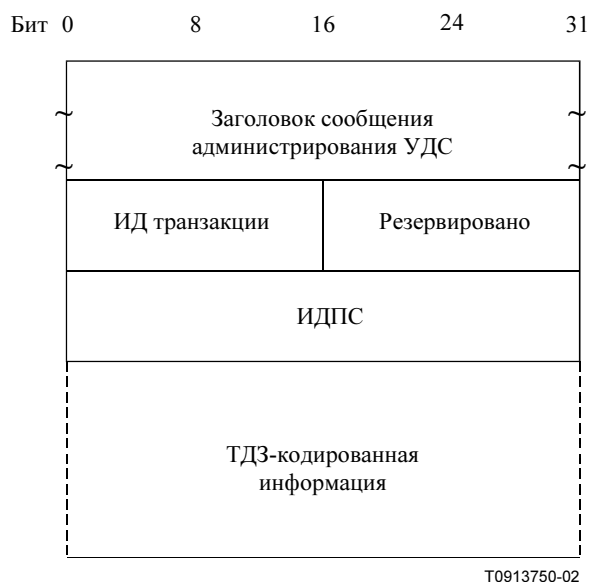 Бит 0 8 16 24 31
Заголовок сообщения
администрирования УДС
ИД транзакции Резервировано
ИДПС
ТДЗ-кодированная
информация
T0913750-02